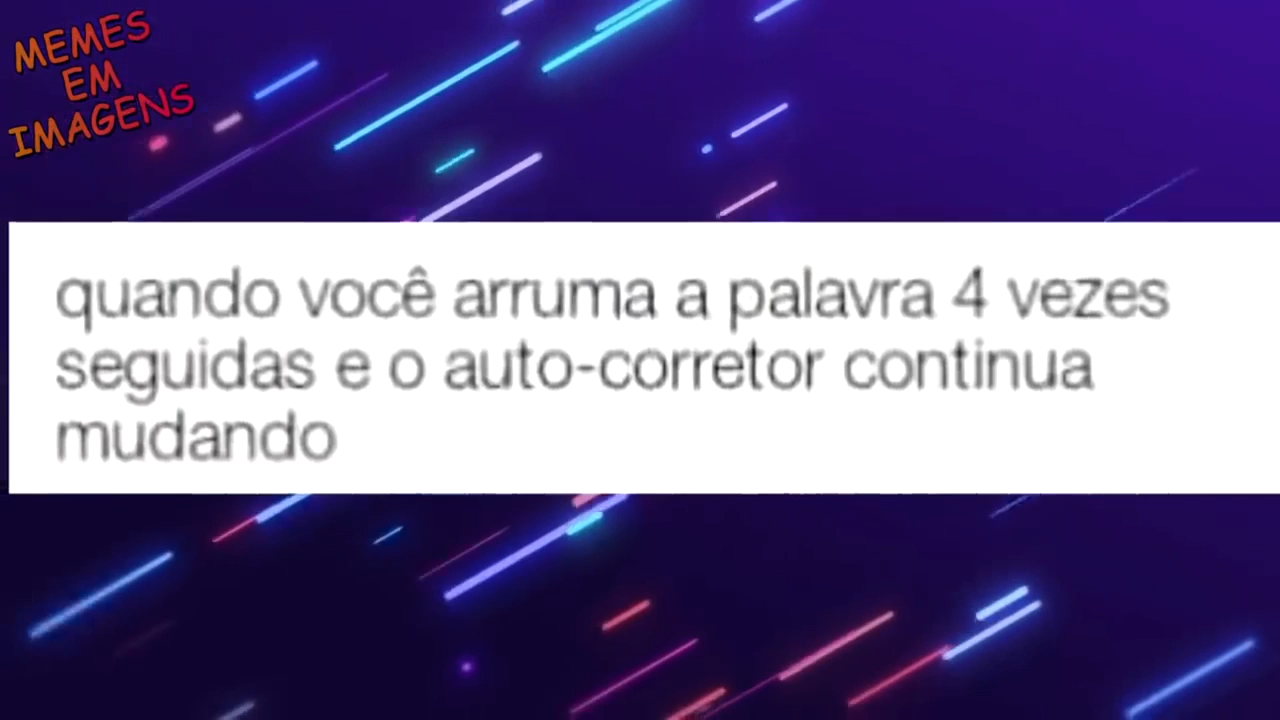 MEMES
EM
IMAGENS
quando você arruma a palavra 4 vezes
seguidas e o auto-corretor continua
mudando